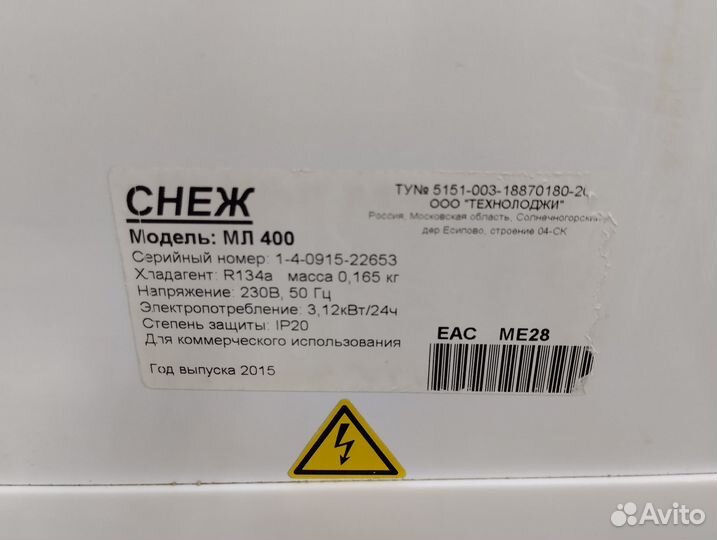 СНЕЖ
Модель: МЛ 400
Серийный номер: 1-4-0915-22653
Хладагент: R134a масса 0,165 кг
Напряжение: 230В, 50 Гц
Электропотребление: 3,12кВт/24ч
Степень защиты: IP20
Для коммерческого использования
Год выпуска 2015
ТУ№ 5151-003-18870180-20
ООО "ТЕХНОЛОДЖИ"
Россия, Московская область, Солнечногорский
дер Есипово, строение 04-СК
EAC ME28
Avito